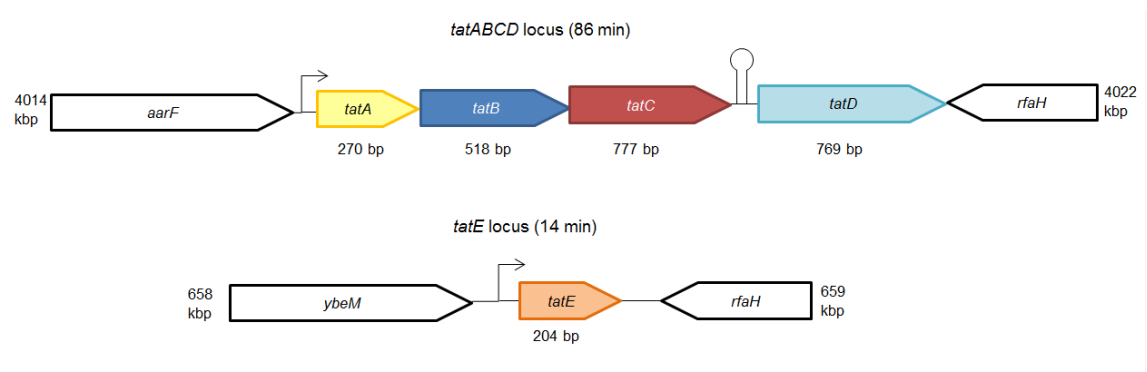 tatABCD locus (86 min)
4014
kbp
aarF
tatA
tatB
tatC
tatD
rfaH
4022
kbp
270 bp
518 bp
777 bp
769 bp
tatE locus (14 min)
658
kbp
ybeM
tatE
rfaH
659
kbp
204 bp